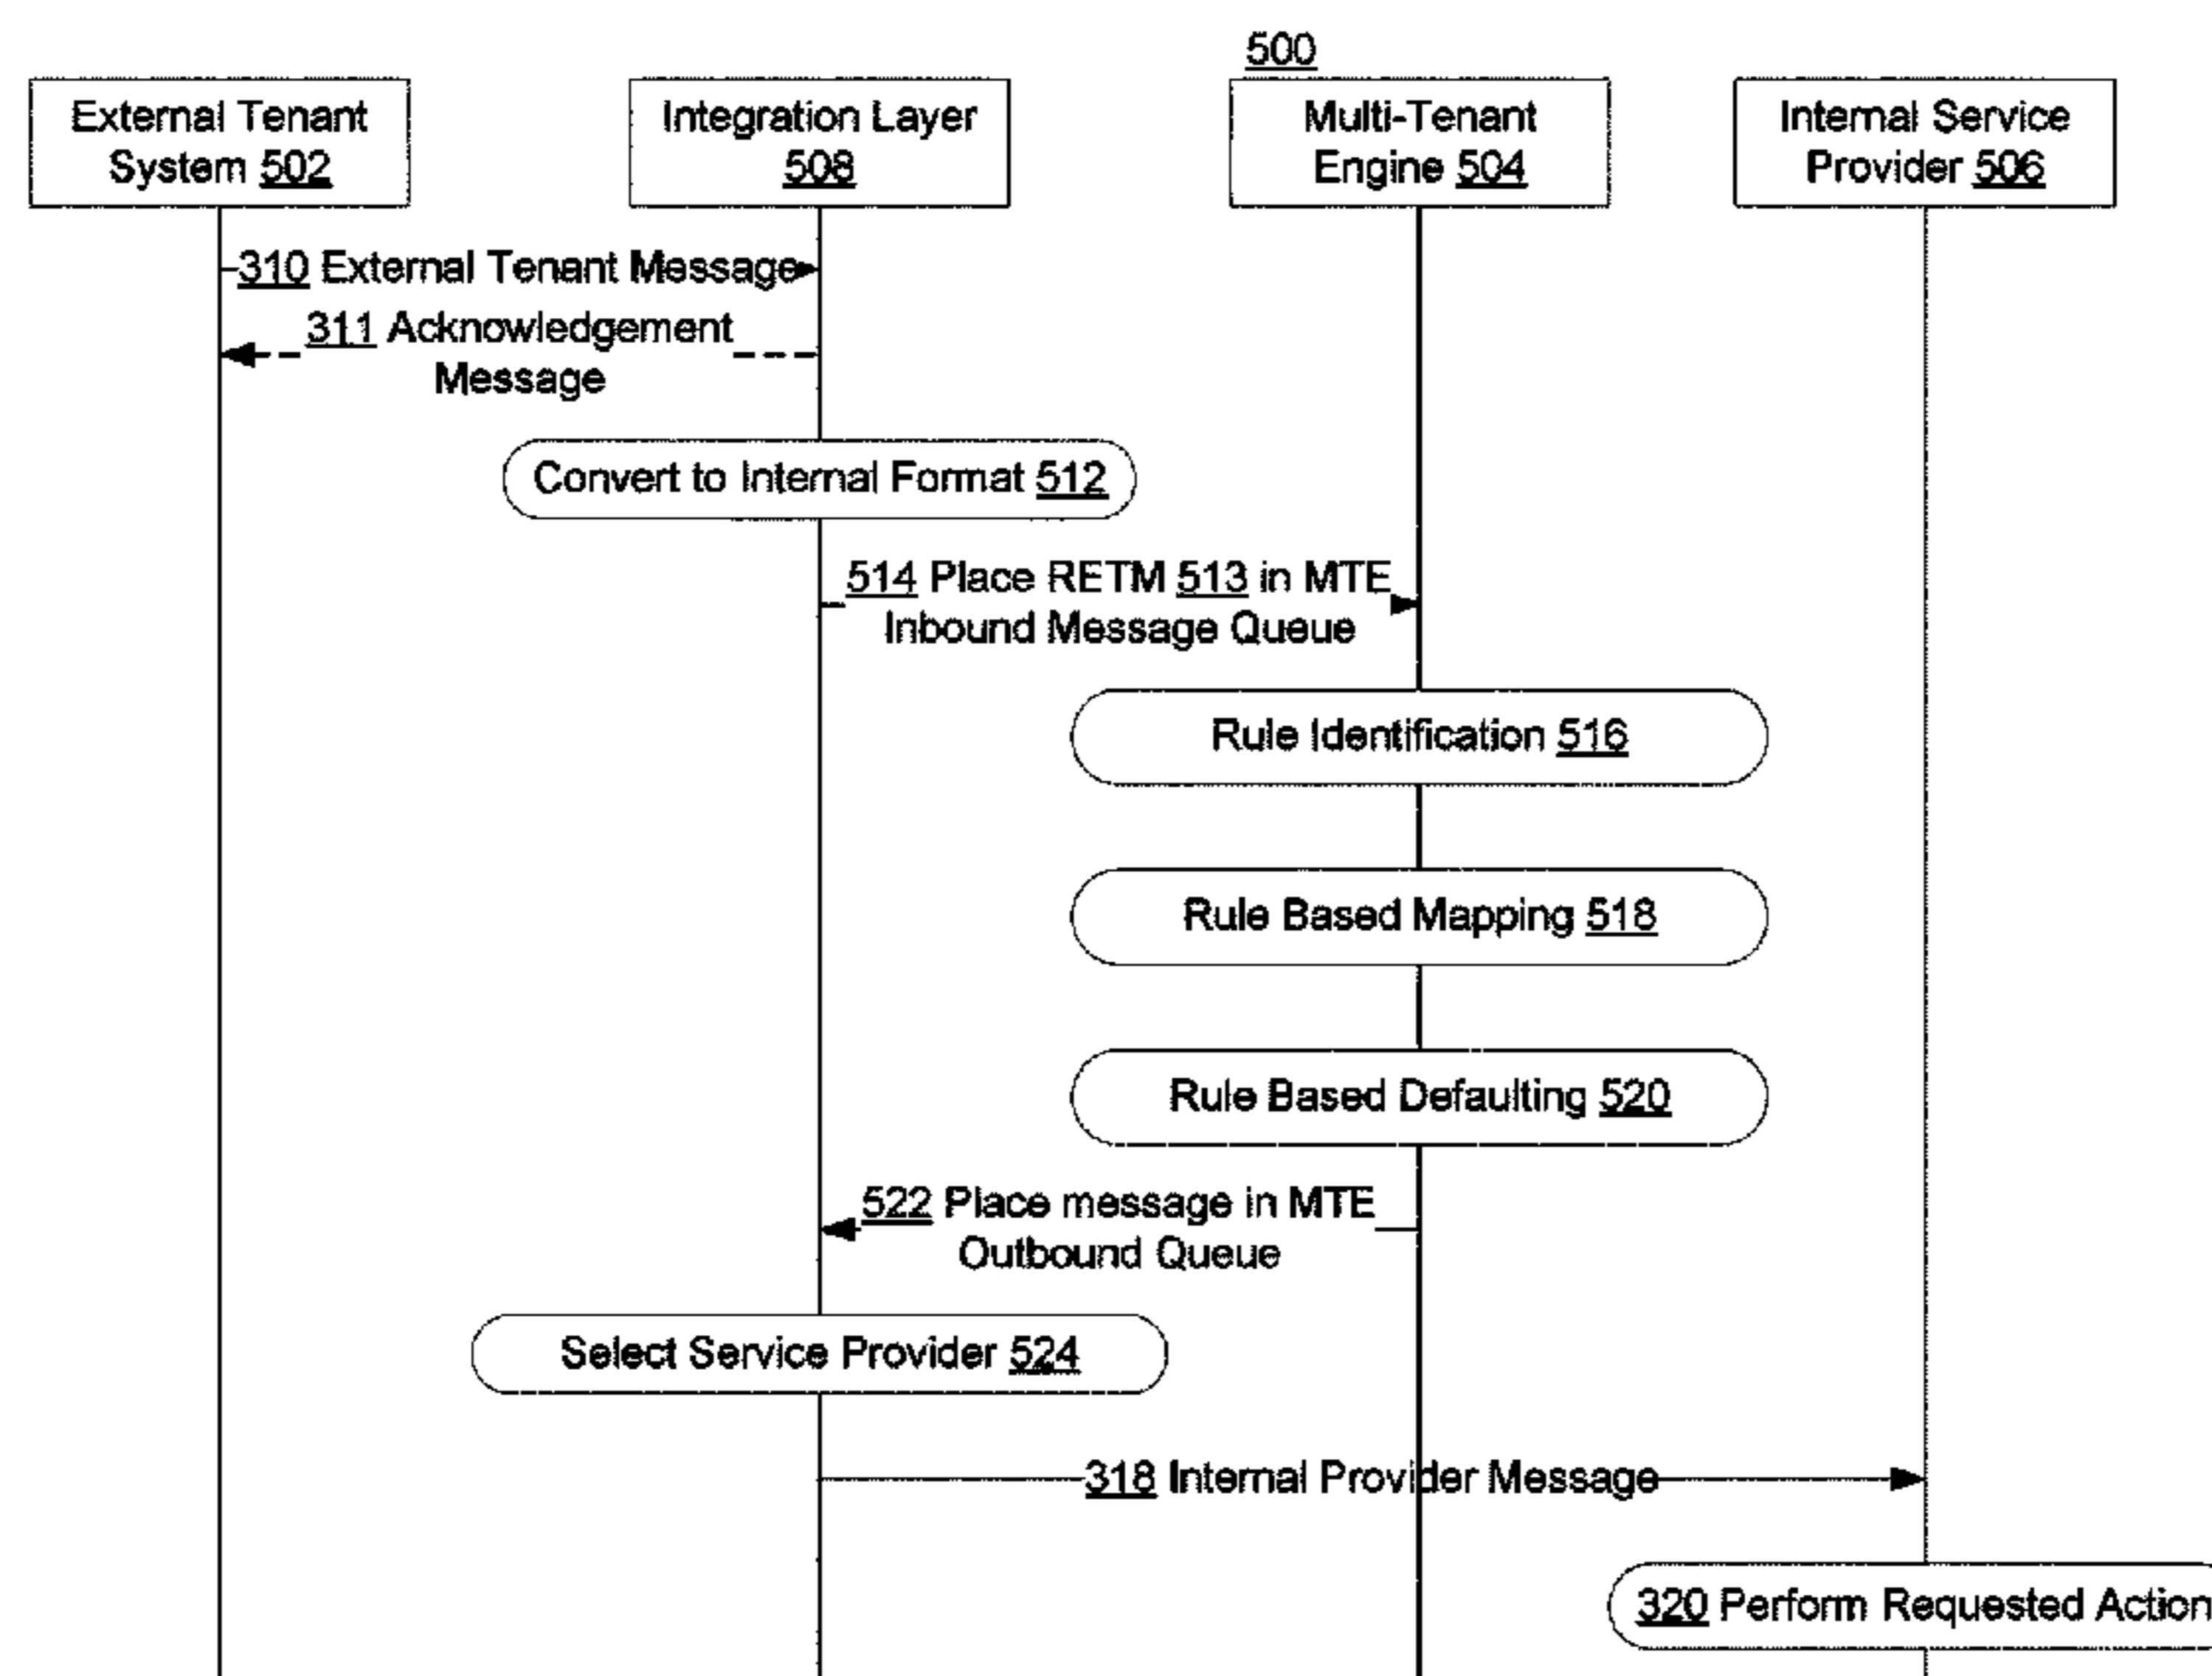 500
External Tenant
System 502
Integration Layer
508
Multi-Tenant
Engine 504
Internal Service
Provider 506
310 External Tenant Message
311 Acknowledgement
Message
Convert to Internal Format 512
514 Place RETM 513 in MTE
Inbound Message Queue
Rule Identification 516
Rule Based Mapping 518
Rule Based Defaulting 520
522 Place message in MTE
Outbound Queue
Select Service Provider 524
318 Internal Provider Message
320 Perform Requested Action